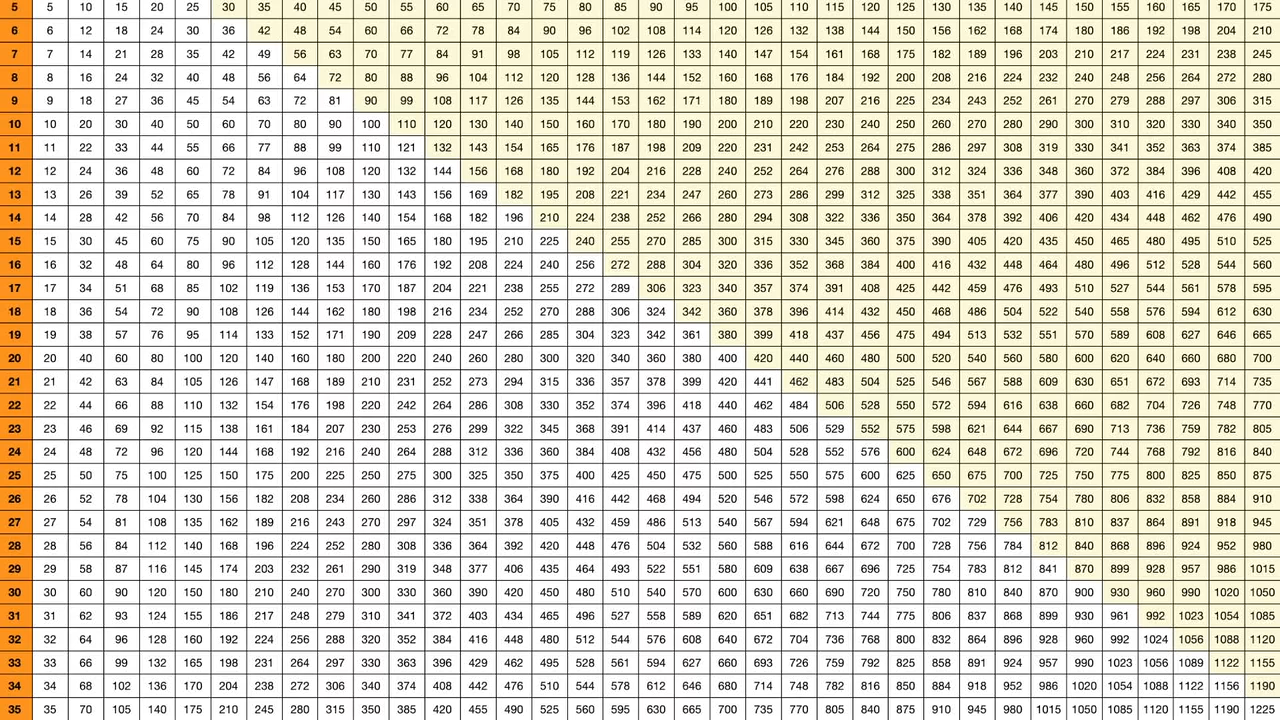 5 5 10 15 20 25 30 35 40 45 50 55 60 65 70 75 80 85 90 95 100 105 110 115 120 125 130 135 140 145 150 155 160 165 170 175
6 6 12 18 24 30 36 42 48 54 60 66 72 78 84 90 96 102 108 114 120 126 132 138 144 150 156 162 168 174 180 186 192 198 204 210
7 7 14 21 28 35 42 49 56 63 70 77 84 91 98 105 112 119 126 133 140 147 154 161 168 175 182 189 196 203 210 217 224 231 238 245
8 8 16 24 32 40 48 56 64 72 80 88 96 104 112 120 128 136 144 152 160 168 176 184 192 200 208 216 224 232 240 248 256 264 272 280
9 9 18 27 36 45 54 63 72 81 90 99 108 117 126 135 144 153 162 171 180 189 198 207 216 225 234 243 252 261 270 279 288 297 306 315
10 10 20 30 40 50 60 70 80 90 100 110 120 130 140 150 160 170 180 190 200 210 220 230 240 250 260 270 280 290 300 310 320 330 340 350
11 11 22 33 44 55 66 77 88 99 110 121 132 143 154 165 176 187 198 209 220 231 242 253 264 275 286 297 308 319 330 341 352 363 374 385
12 12 24 36 48 60 72 84 96 108 120 132 144 156 168 180 192 204 216 228 240 252 264 276 288 300 312 324 336 348 360 372 384 396 408 420
13 13 26 39 52 65 78 91 104 117 130 143 156 169 182 195 208 221 234 247 260 273 286 299 312 325 338 351 364 377 390 403 416 429 442 455
14 14 28 42 56 70 84 98 112 126 140 154 168 182 196 210 224 238 252 266 280 294 308 322 336 350 364 378 392 406 420 434 448 462 476 490
15 15 30 45 60 75 90 105 120 135 150 165 180 195 210 225 240 255 270 285 300 315 330 345 360 375 390 405 420 435 450 465 480 495 510 525
16 16 32 48 64 80 96 112 128 144 160 176 192 208 224 240 256 272 288 304 320 336 352 368 384 400 416 432 448 464 480 496 512 528 544 560
17 17 34 51 68 85 102 119 136 153 170 187 204 221 238 255 272 289 306 323 340 357 374 391 408 425 442 459 476 493 510 527 544 561 578 595
18 18 36 54 72 90 108 126 144 162 180 198 216 234 252 270 288 306 324 342 360 378 396 414 432 450 468 486 504 522 540 558 576 594 612 630
19 19 38 57 76 95 114 133 152 171 190 209 228 247 266 285 304 323 342 361 380 399 418 437 456 475 494 513 532 551 570 589 608 627 646 665
20 20 40 60 80 100 120 140 160 180 200 220 240 260 280 300 320 340 360 380 400 420 440 460 480 500 520 540 560 580 600 620 640 660 680 700
21 21 42 63 84 105 126 147 168 189 210 231 252 273 294 315 336 357 378 399 420 441 462 483 504 525 546 567 588 609 630 651 672 693 714 735
22 22 44 66 88 110 132 154 176 198 220 242 264 286 308 330 352 374 396 418 440 462 484 506 528 550 572 594 616 638 660 682 704 726 748 770
23 23 46 69 92 115 138 161 184 207 230 253 276 299 322 345 368 391 414 437 460 483 506 529 552 575 598 621 644 667 690 713 736 759 782 805
24 24 48 72 96 120 144 168 192 216 240 264 288 312 336 360 384 408 432 456 480 504 528 552 576 600 624 648 672 696 720 744 768 792 816 840
25 25 50 75 100 125 150 175 200 225 250 275 300 325 350 375 400 425 450 475 500 525 550 575 600 625 650 675 700 725 750 775 800 825 850 875
26 26 52 78 104 130 156 182 208 234 260 286 312 338 364 390 416 442 468 494 520 546 572 598 624 650 676 702 728 754 780 806 832 858 884 910
27 27 54 81 108 135 162 189 216 243 270 297 324 351 378 405 432 459 486 513 540 567 594 621 648 675 702 729 756 783 810 837 864 891 918 945
28 28 56 84 112 140 168 196 224 252 280 308 336 364 392 420 448 476 504 532 560 588 616 644 672 700 728 756 784 812 840 868 896 924 952 980
29 29 58 87 116 145 174 203 232 261 290 319 348 377 406 435 464 493 522 551 580 609 638 667 696 725 754 783 812 841 870 899 928 957 986 1015
30 30 60 90 120 150 180 210 240 270 300 330 360 390 420 450 480 510 540 570 600 630 660 690 720 750 780 810 840 870 900 930 960 990 1020 1050
31 31 62 93 124 155 186 217 248 279 310 341 372 403 434 465 496 527 558 589 620 651 682 713 744 775 806 837 868 899 930 961 992 1023 1054 1085
32 32 64 96 128 160 192 224 256 288 320 352 384 416 448 480 512 544 576 608 640 672 704 736 768 800 832 864 896 928 960 992 1024 1056 1088 1120
33 33 66 99 132 165 198 231 264 297 330 363 396 429 462 495 528 561 594 627 660 693 726 759 792 825 858 891 924 957 990 1023 1056 1089 1122 1155
34 34 68 102 136 170 204 238 272 306 340 374 408 442 476 510 544 578 612 646 680 714 748 782 816 850 884 918 952 986 1020 1054 1088 1122 1156 1190
35 35 70 105 140 175 210 245 280 315 350 385 420 455 490 525 560 595 630 665 700 735 770 805 840 875 910 945 980 1015 1050 1085 1120 1155 1190 1225